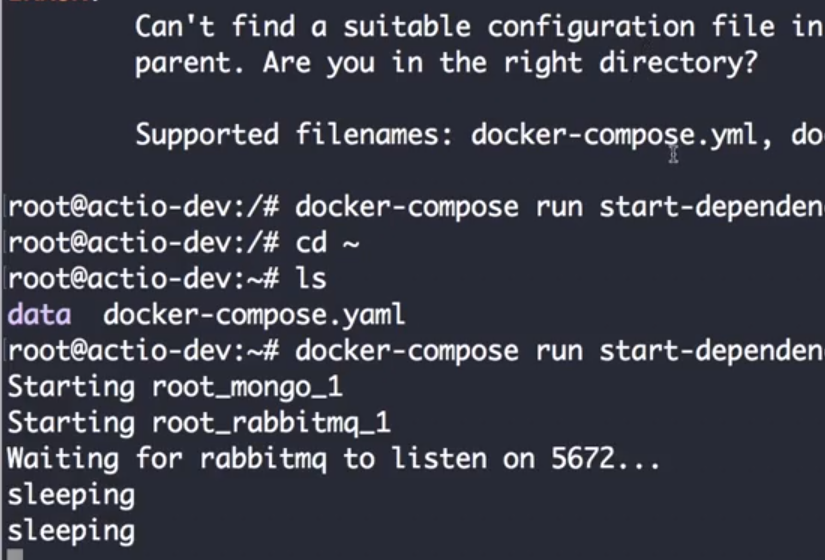 Can't find a suitable configuration file in
parent. Are you in the right directory?
Supported filenames: docker-compose.yml, do
root@actio-dev:/# docker-compose run start-dependen
root@actio-dev:/# cd ~
root@actio-dev:~# ls
data docker-compose.yaml
root@actio-dev:~# docker-compose run start-dependen
Starting root_mongo_1
Starting root_rabbitmq_1
Waiting for rabbitmq to listen on 5672...
sleeping
sleeping